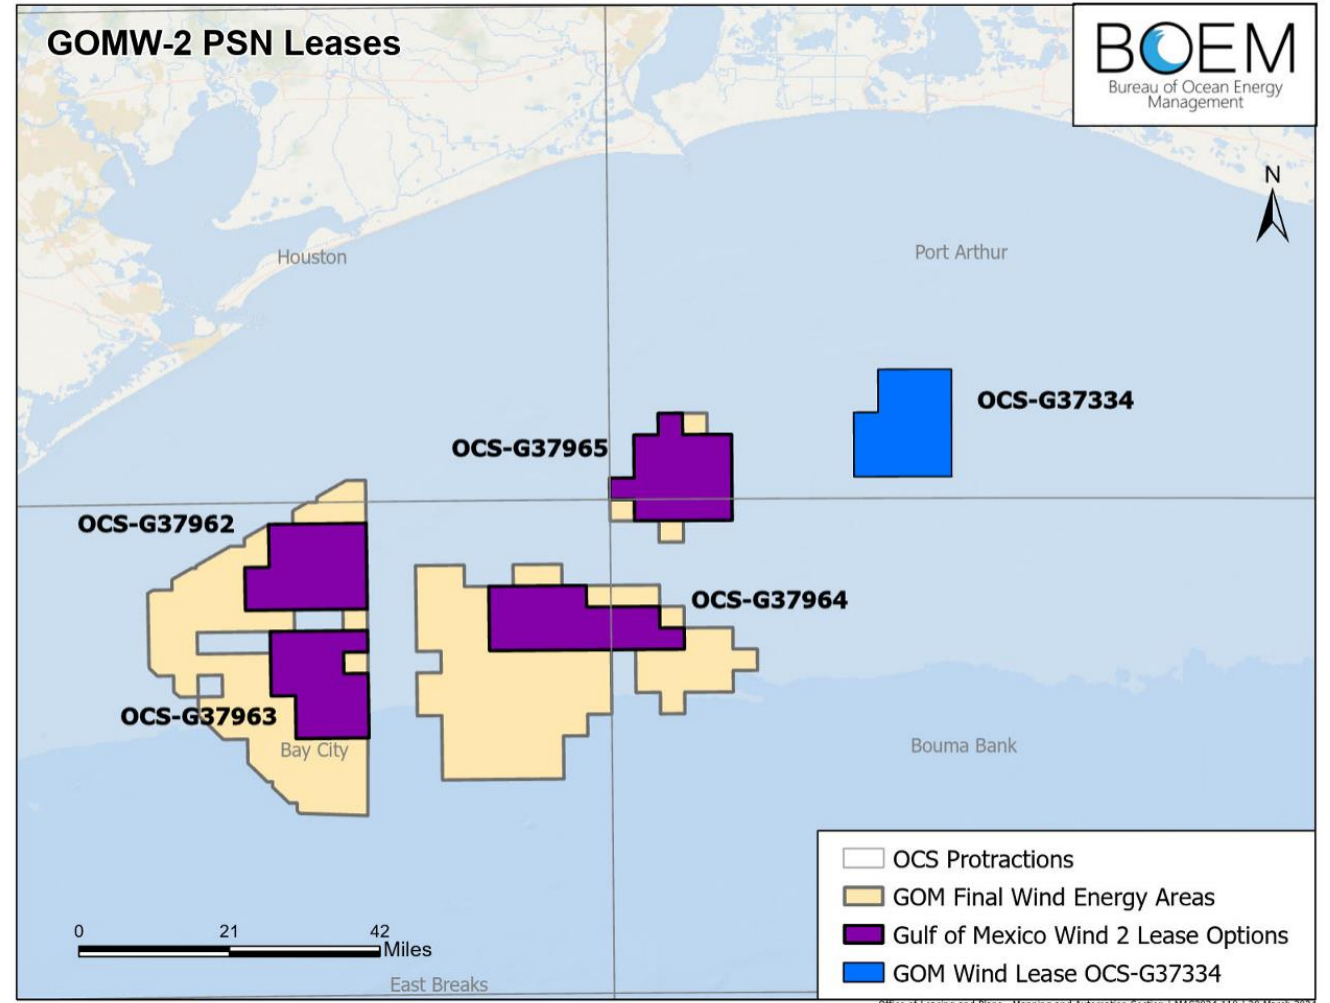 GOMW-2 PSN Leases
BOEM
Bureau of Ocean Energy
Management
N
Houston
Port Arthur
OCS-G37334
OCS-G37965
OCS-G37962
OCS-G37964
OCS-G37963
Bay City
Bouma Bank
OCS Protractions
GOM Final Wind Energy Areas
Gulf of Mexico Wind 2 Lease Options
GOM Wind Lease OCS-G37334
0 21 42
Miles
East Breaks